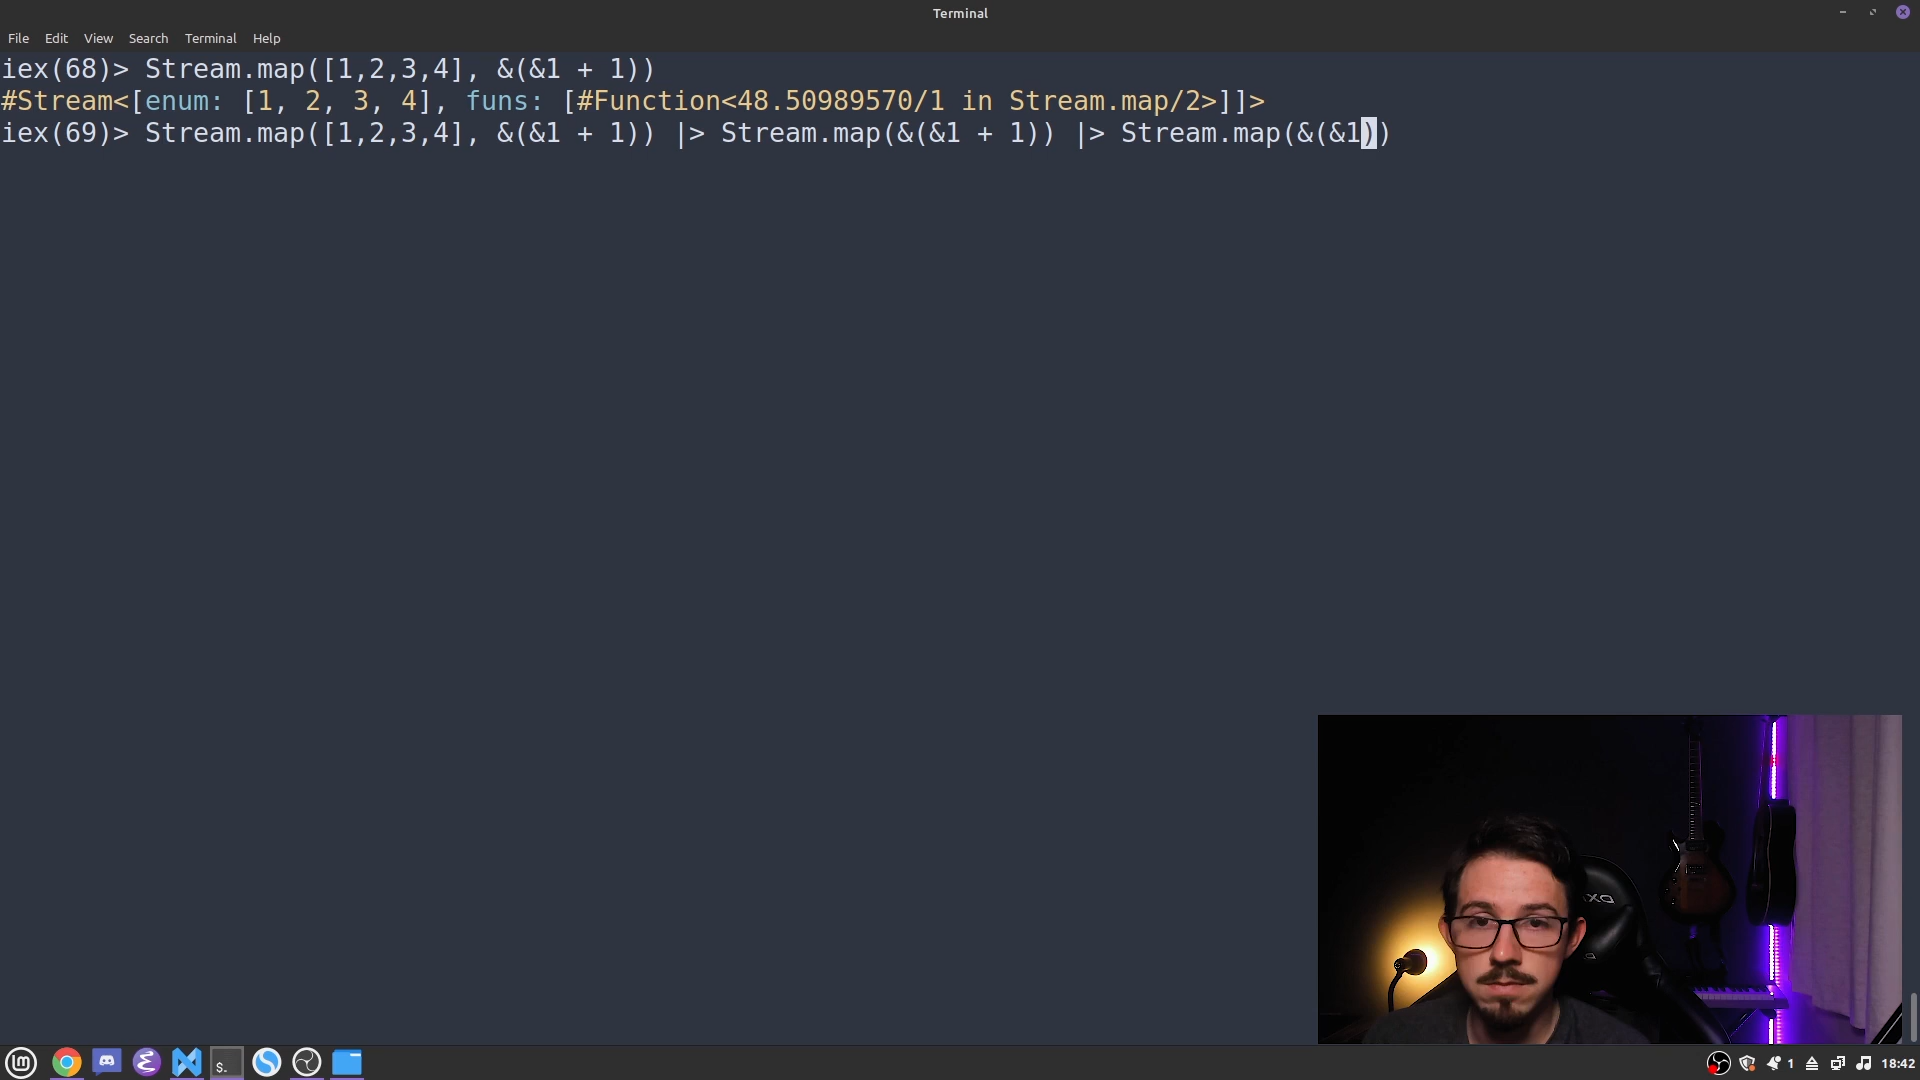 Terminal
File Edit View Search Terminal Help
iex(68)> Stream.map([1,2,3,4], &(&1 + 1))
#Stream<[enum: [1, 2, 3, 4], funs: [#Function<48.50989570/1 in Stream.map/2>]]>
iex(69)> Stream.map([1,2,3,4], &(&1 + 1)) |> Stream.map(&(&1 + 1)) |> Stream.map(&(&1))
$.
1 18:42